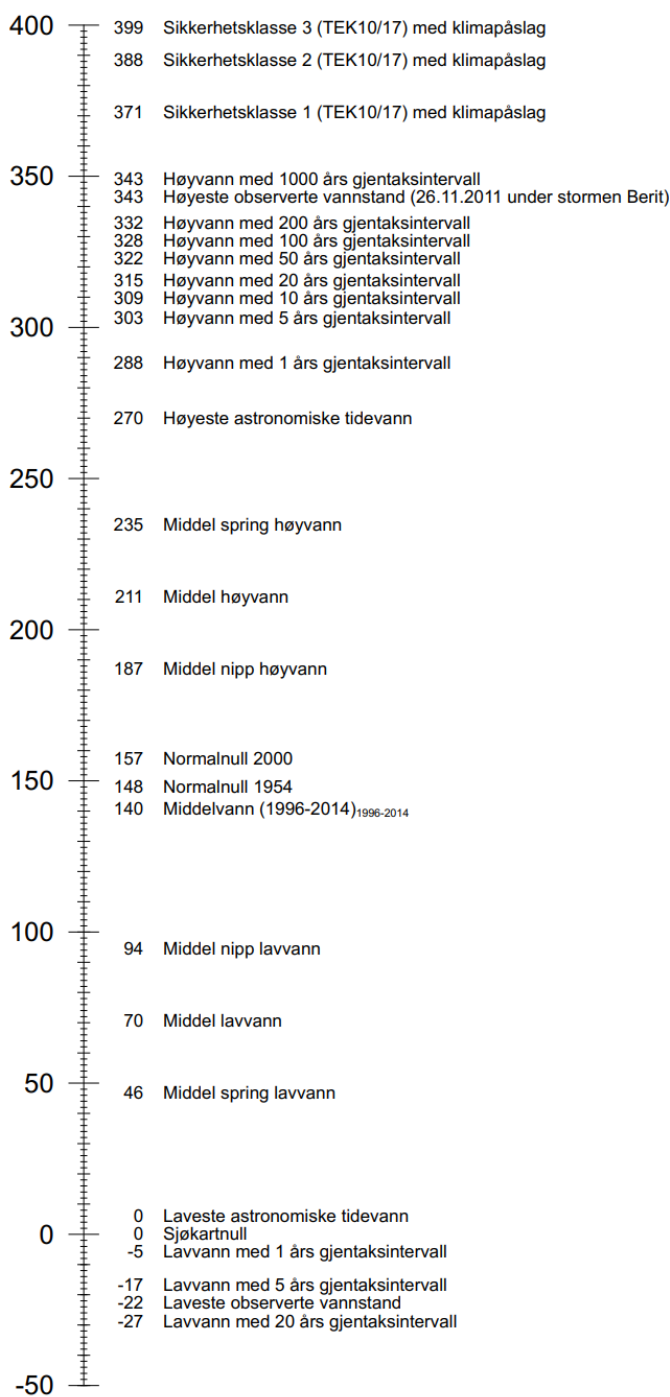 400
399 Sikkerhetsklasse 3 (TEK10/17) med klimapåslag
388 Sikkerhetsklasse 2 (TEK10/17) med klimapåslag
371 Sikkerhetsklasse 1 (TEK10/17) med klimapåslag
350
343 Høyvann med 1000 års gjentaksintervall
343 Høyeste observerte vannstand (26.11.2011 under stormen Berit)
332 Høyvann med 200 års gjentaksintervall
328 Høyvann med 100 års gjentaksintervall
322 Høyvann med 50 års gjentaksintervall
315 Høyvann med 20 års gjentaksintervall
309 Høyvann med 10 års gjentaksintervall
303 Høyvann med 5 års gjentaksintervall
300
288 Høyvann med 1 års gjentaksintervall
270 Høyeste astronomiske tidevann
250
235 Middel spring høyvann
211 Middel høyvann
200
187 Middel nipp høyvann
157 Normalnull 2000
150
148 Normalnull 1954
140 Middelvann (1996-2014)1996-2014
100
94 Middel nipp lavvann
70 Middel lavvann
50
46 Middel spring lavvann
0 Laveste astronomiske tidevann
0
0 Sjøkartnull
-5 Lavvann med 1 års gjentaksintervall
-17 Lavvann med 5 års gjentaksintervall
-22 Laveste observerte vannstand
-27 Lavvann med 20 års gjentaksintervall
-50